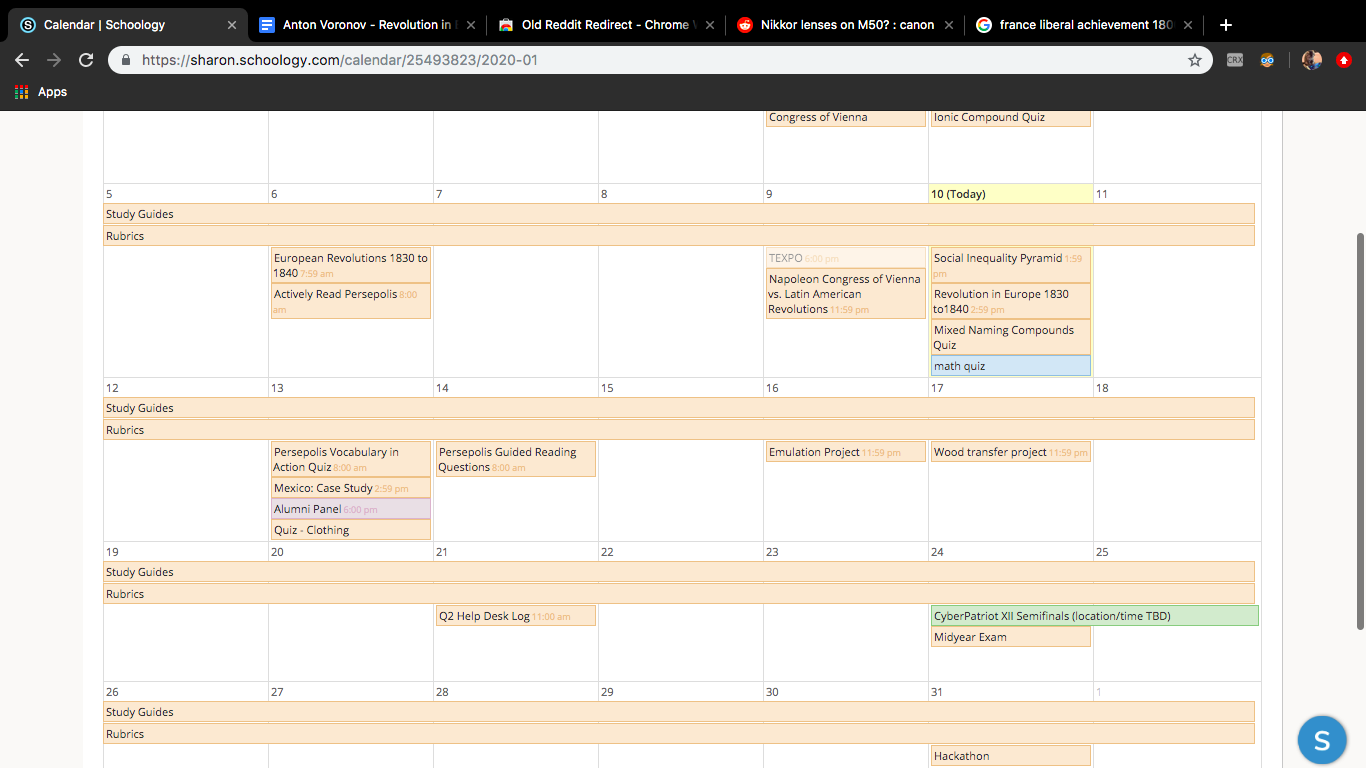 Calendar | Schoology
Anton Voronov - Revolution in
Old Reddit Redirect - Chrome
Nikkor lenses on M50? : canon
france liberal achievement 180
https://sharon.schoology.com/calendar/25493823/2020-01
CRX
Apps
Congress of Vienna
Ionic Compound Quiz
5 6 7 8 9 10 (Today) 11
Study Guides
Rubrics
European Revolutions 1830 to
1840 7:59 am
Actively Read Persepolis 8:00
am
TEXPO 6:00 pm
Napoleon Congress of Vienna
vs. Latin American
Revolutions 11:59 pm
Social Inequality Pyramid 1:59
pm
Revolution in Europe 1830
to1840 2:59 pm
Mixed Naming Compounds
Quiz
math quiz
12 13 14 15 16 17 18
Study Guides
Rubrics
Persepolis Vocabulary in
Action Quiz 8:00 am
Mexico: Case Study 2:59 pm
Alumni Panel 6:00 pm
Quiz - Clothing
Persepolis Guided Reading
Questions 8:00 am
Emulation Project 11:59 pm
Wood transfer project 11:59 pm
19 20 21 22 23 24 25
Study Guides
Rubrics
Q2 Help Desk Log 11:00 am
CyberPatriot XII Semifinals (location/time TBD)
Midyear Exam
26 27 28 29 30 31 1
Study Guides
Rubrics
Hackathon
S